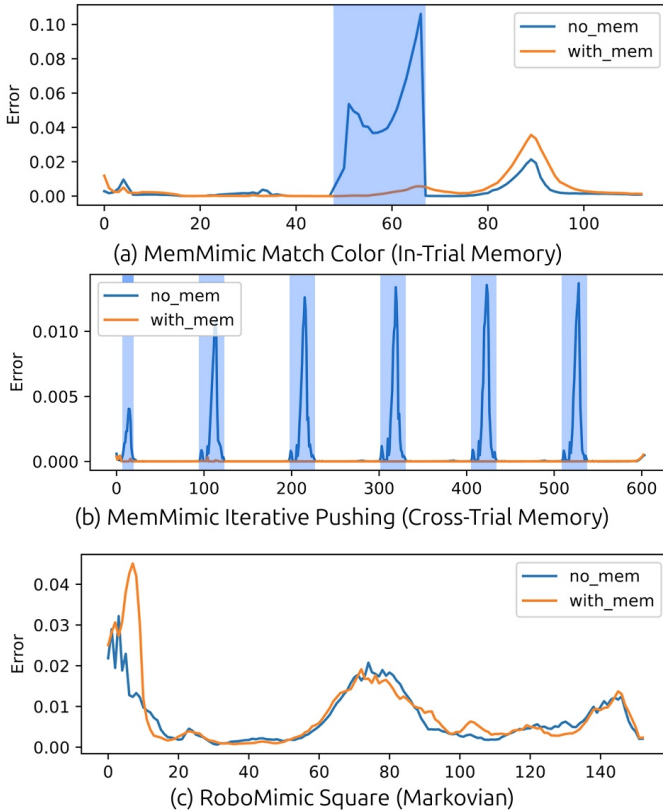 0.10
0.08
0.06
0.04
0.02
0.00
Error
no_mem
with_mem
0 20 40 60 80 100
(a) MemMimic Match Color (In-Trial Memory)
0.010
0.005
0.000
Error
no_mem
with_mem
0 100 200 300 400 500 600
(b) MemMimic Iterative Pushing (Cross-Trial Memory)
0.04
0.03
0.02
0.01
0.00
Error
no_mem
with_mem
0 20 40 60 80 100 120 140
(c) RoboMimic Square (Markovian)